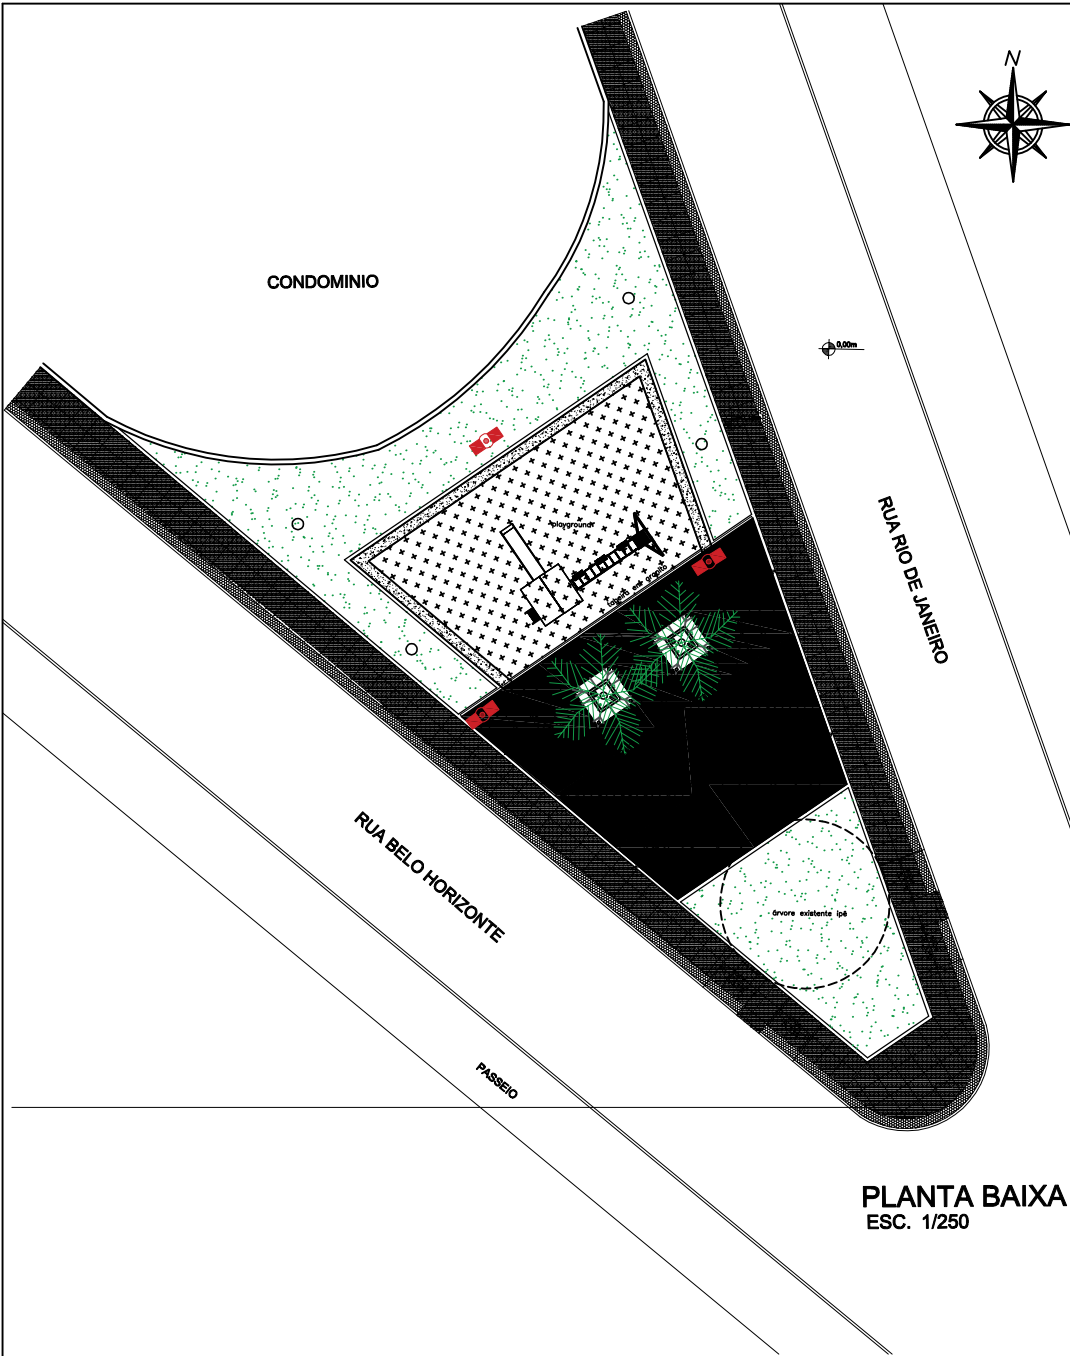 N
CONDOMINIO
0,00m
RUA RIO DE JANEIRO
playground
RUA BELO HORIZONTE
árvore existente ipê
PASSEIO
PLANTA BAIXA
ESC. 1/250